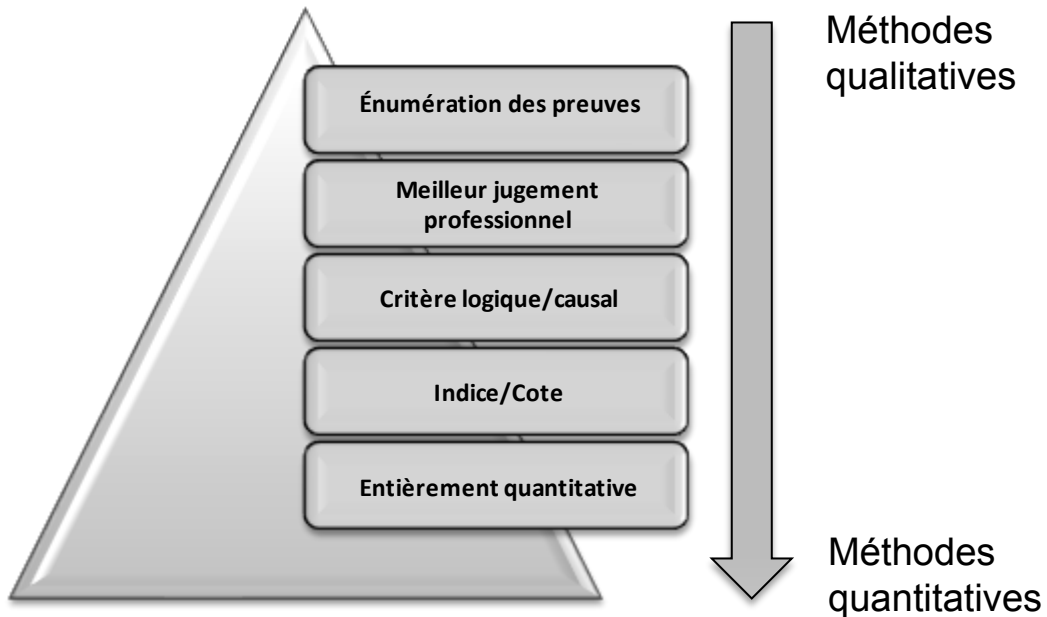 Méthodes
qualitatives
Énumération des preuves
Meilleur jugement
professionnel
Critère logique/causal
Indice/Cote
Entièrement quantitative
Méthodes
quantitatives